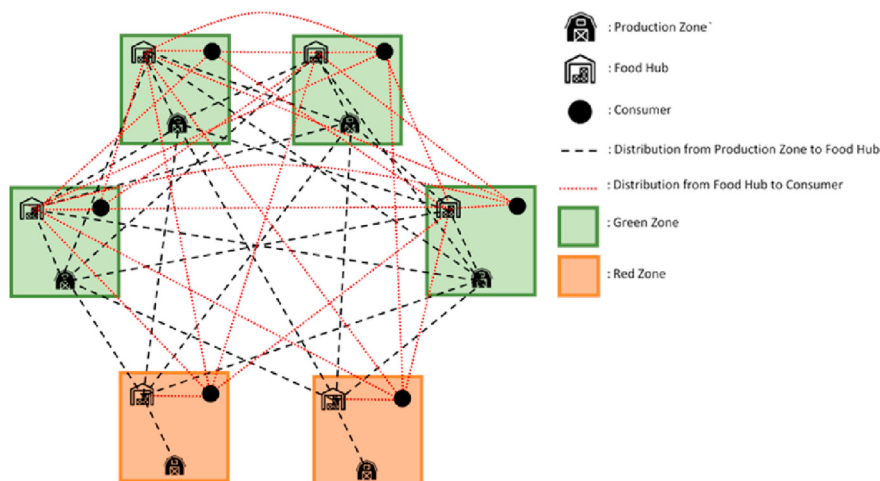 : Production Zone`
: Food Hub
: Consumer
: Distribution from Production Zone to Food Hub
: Distribution from Food Hub to Consumer
: Green Zone
: Red Zone